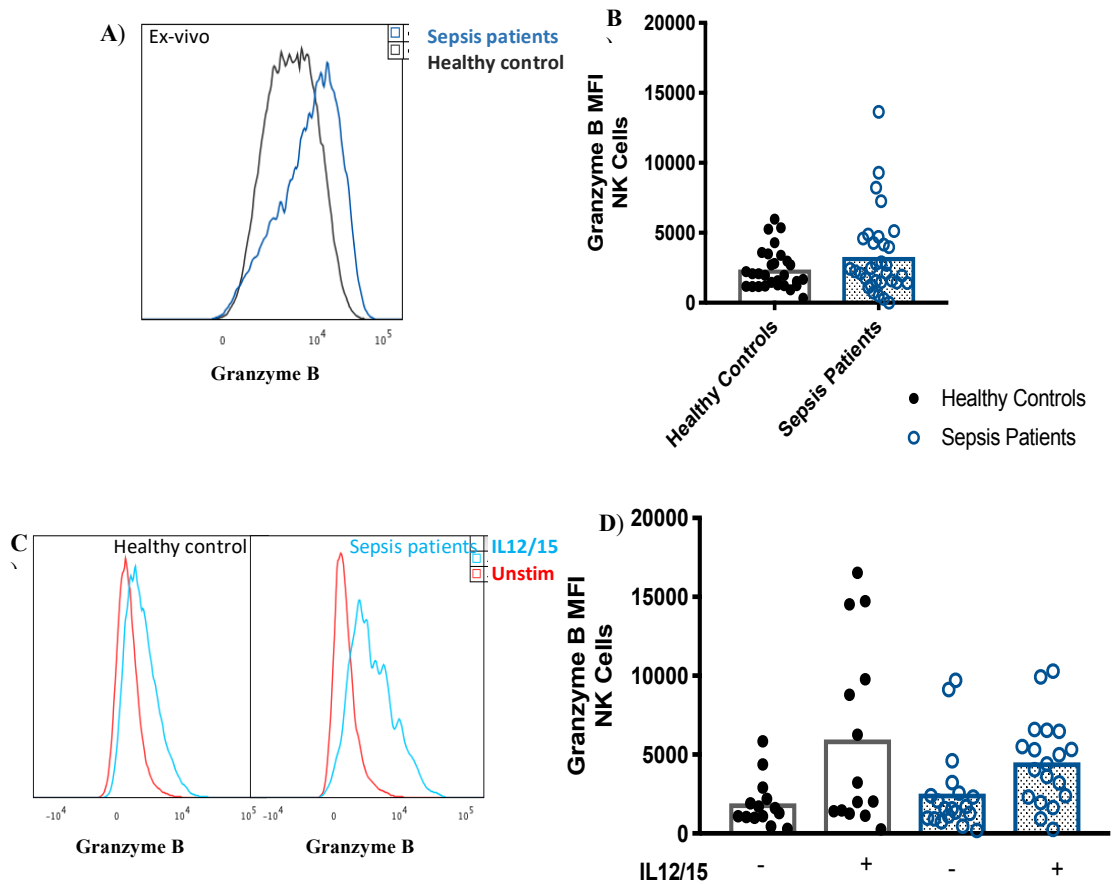 A)
Ex-vivo
Sepsis patients
Healthy control
0
10⁴
10⁵
Granzyme B
B
20000
15000
10000
5000
0
Granzyme B MFI
NK Cells
Healthy Controls
Sepsis Patients
Healthy Controls
Sepsis Patients
C
Healthy control
Sepsis patients
IL12/15
Unstim
-10⁴
0
10⁴
10⁵
-10⁴
0
10⁴
10⁵
Granzyme B
Granzyme B
D)
20000
15000
10000
5000
0
Granzyme B MFI
NK Cells
IL12/15
-
+
-
+